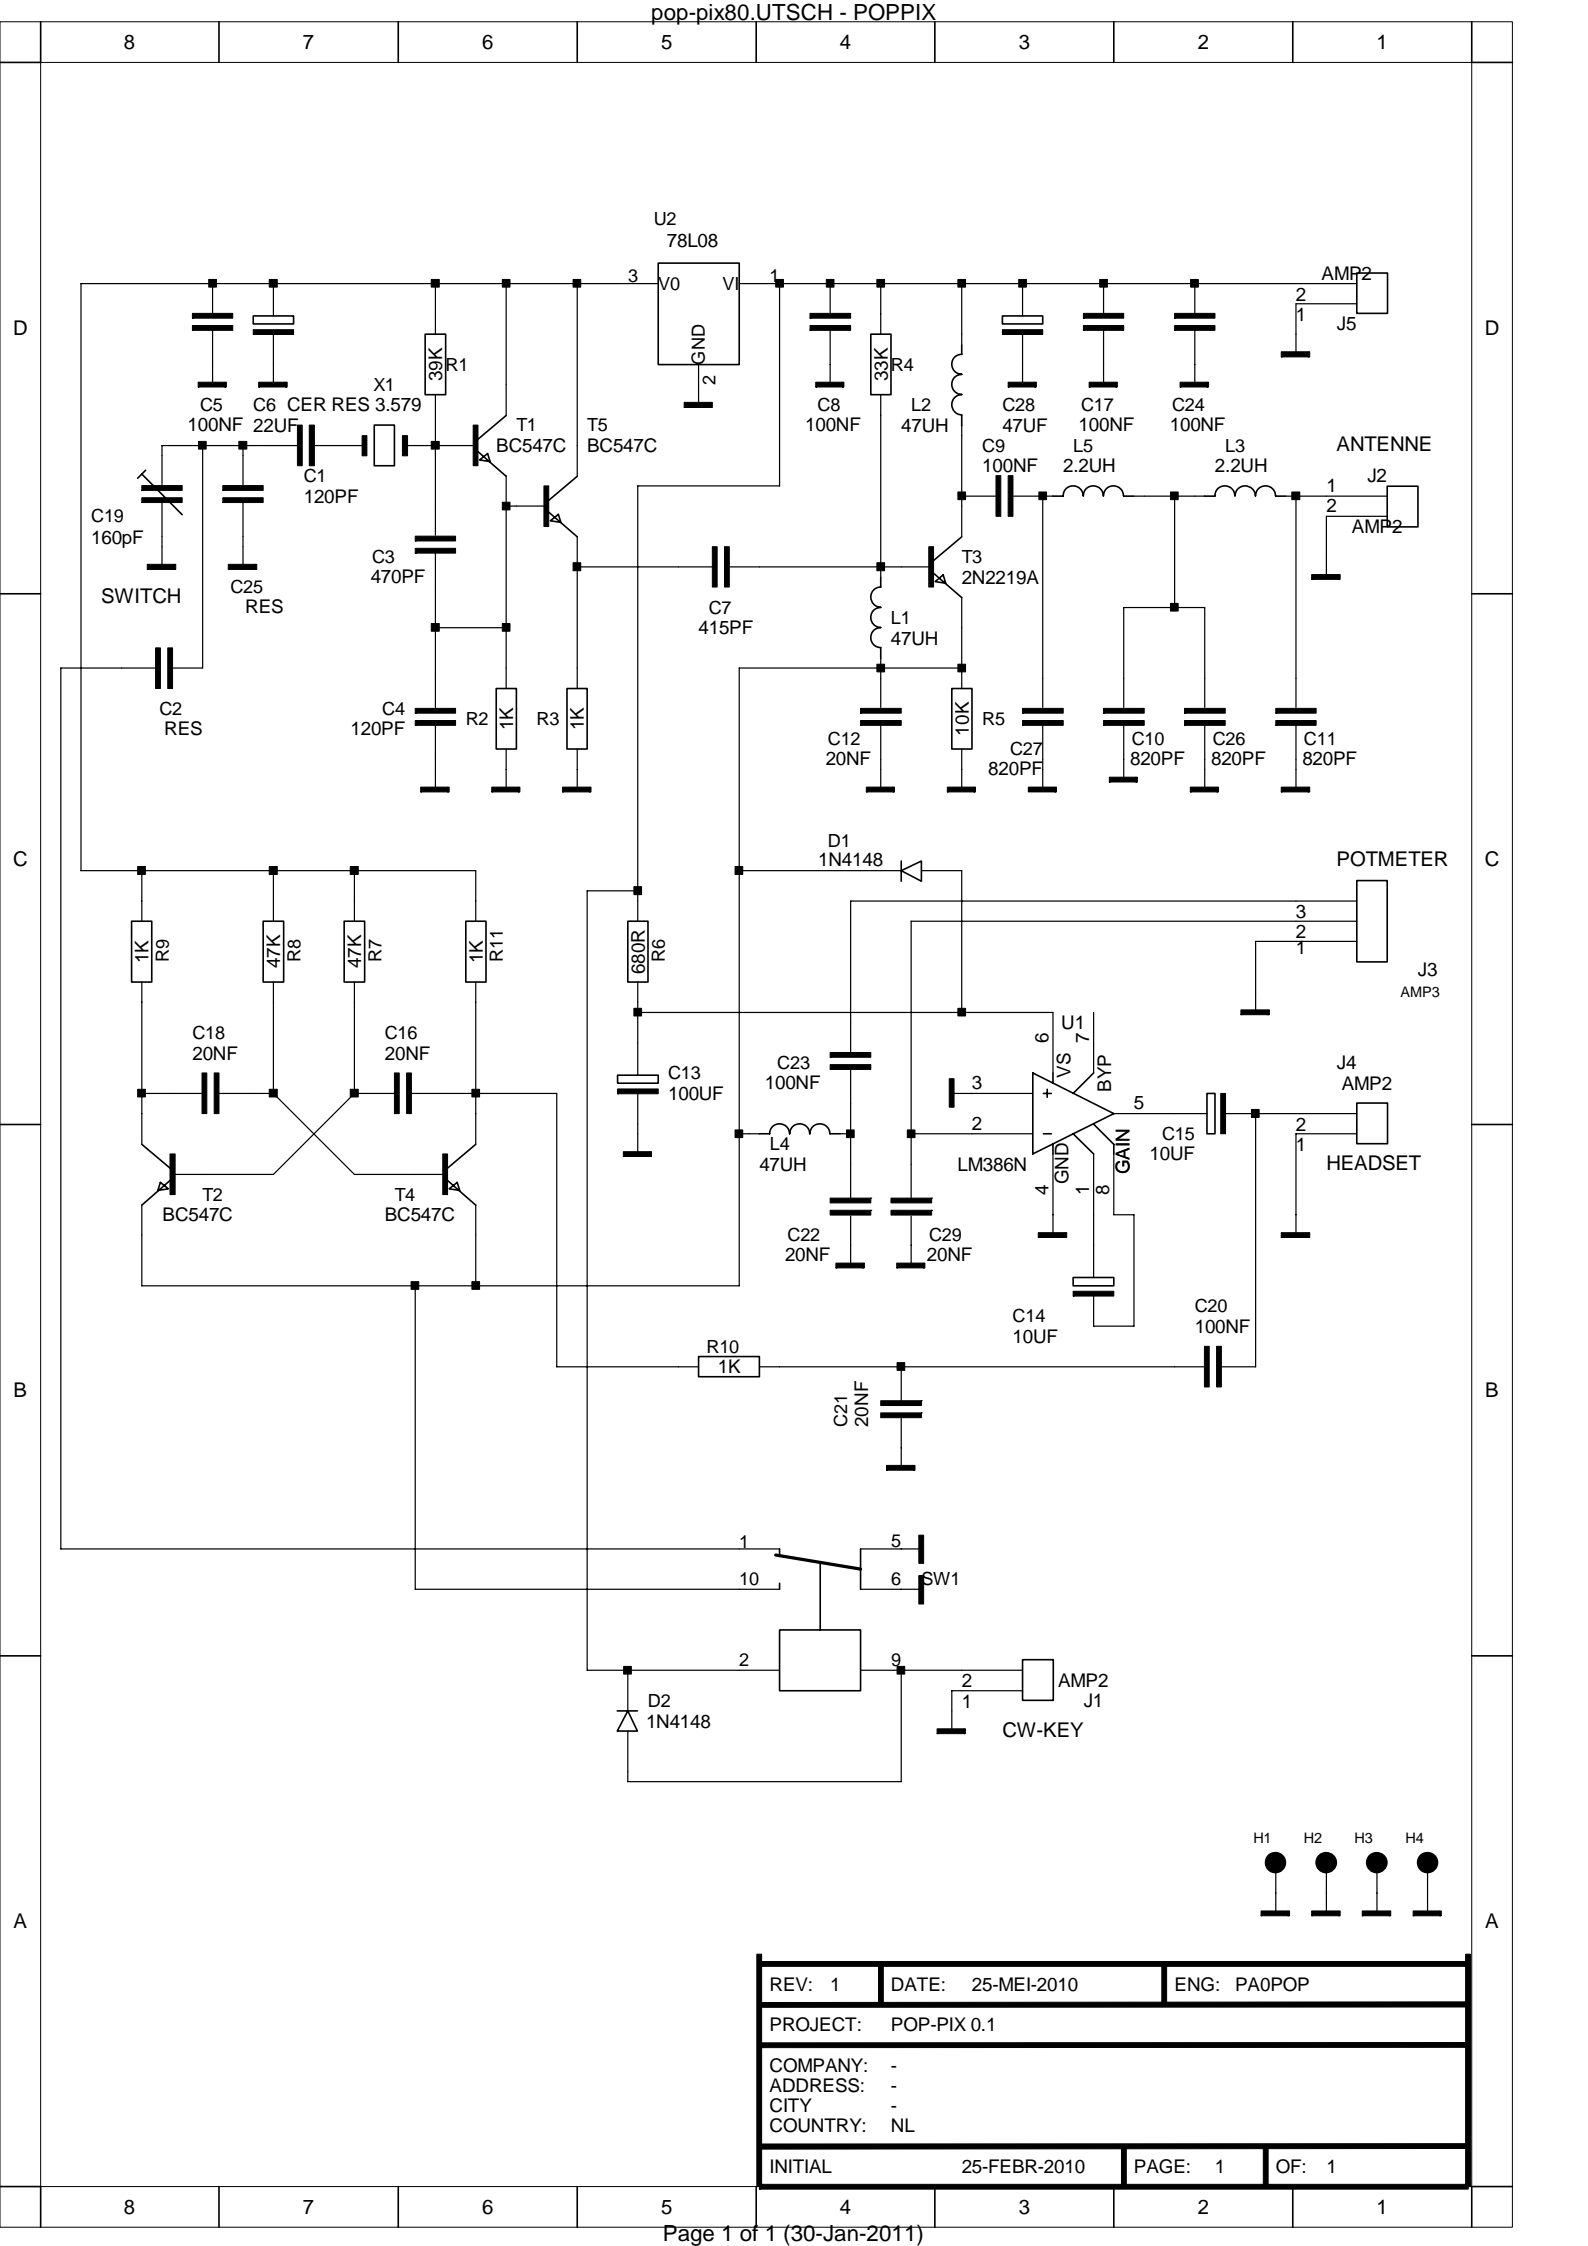 pop-pix80.UTSCH - POPPIX
8 7 6 5 4 3 2 1
U2
78L08
3 V0 VI 1
GND
2
AMP2
2
1
J5
D D
39K R1
33K R4
C5
100NF
C6
22UF
CER RES 3.579
X1
C1
120PF
T1
BC547C
T5
BC547C
C8
100NF
L2
47UH
C28
47UF
C17
100NF
C24
100NF
C9
100NF
L5
2.2UH
L3
2.2UH
ANTENNE
J2
1
2
AMP2
C19
160pF
SWITCH
C25
RES
C3
470PF
C7
415PF
T3
2N2219A
L1
47UH
C2
RES
C4
120PF
R2 1K
R3 1K
C12
20NF
10K R5
C27
820PF
C10
820PF
C26
820PF
C11
820PF
C C
D1
1N4148
POTMETER
3
2
1
J3
AMP3
1K R9
47K R8
47K R7
1K R11
680R R6
C18
20NF
C16
20NF
C13
100UF
C23
100NF
U1
6 7
VS BYP
3 +
2 −
5
LM386N
GND GAIN
4 1 8
C15
10UF
J4
AMP2
2
1
HEADSET
L4
47UH
T2
BC547C
T4
BC547C
C22
20NF
C29
20NF
C14
10UF
C20
100NF
R10
1K
B B
C21
20NF
1 5
10 6 SW1
2 9
2
1
AMP2
J1
CW-KEY
D2
1N4148
H1 H2 H3 H4
A A
REV: 1 DATE: 25-MEI-2010 ENG: PA0POP
PROJECT: POP-PIX 0.1
COMPANY: -
ADDRESS: -
CITY -
COUNTRY: NL
INITIAL 25-FEBR-2010 PAGE: 1 OF: 1
8 7 6 5 4 3 2 1
Page 1 of 1 (30-Jan-2011)